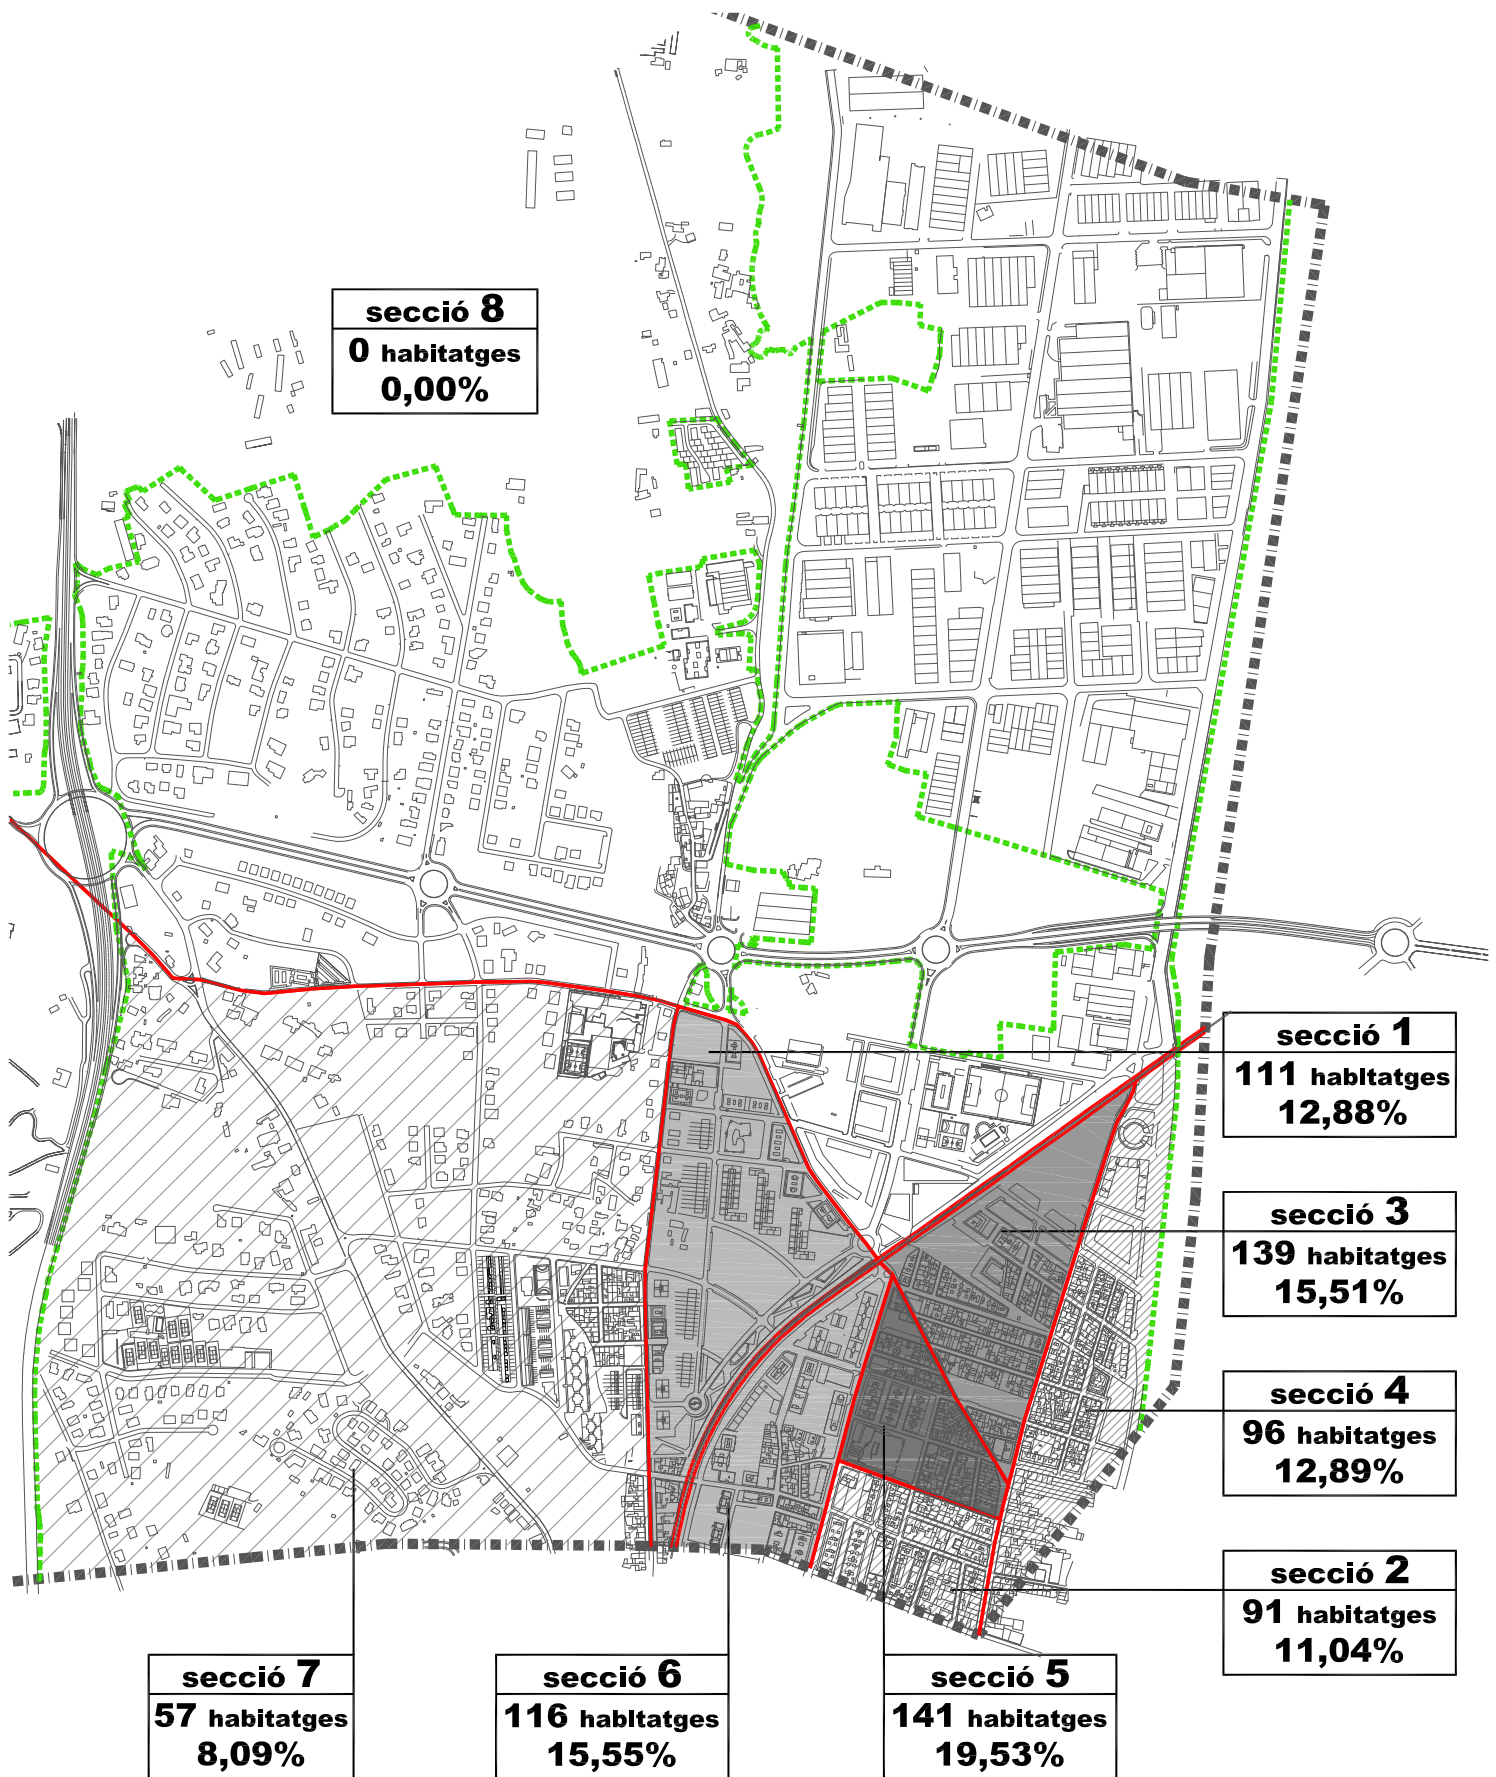 secció 8
0 habitatges
0,00%
secció 1
111 habItatges
12,88%
secció 3
139 habitatges
15,51%
secció 4
96 habitatges
12,89%
secció 2
91 habitatges
11,04%
secció 7
57 habitatges
8,09%
secció 6
116 habItatges
15,55%
secció 5
141 habitatges
19,53%